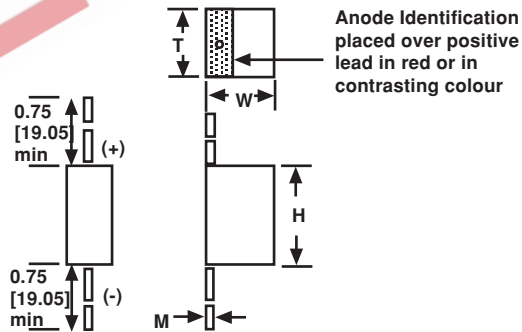 Anode Identification
placed over positive
lead in red or in
contrasting colour
T
W
0.75
[19.05]
min
(+)
H
0.75
[19.05]
min
(-)
M